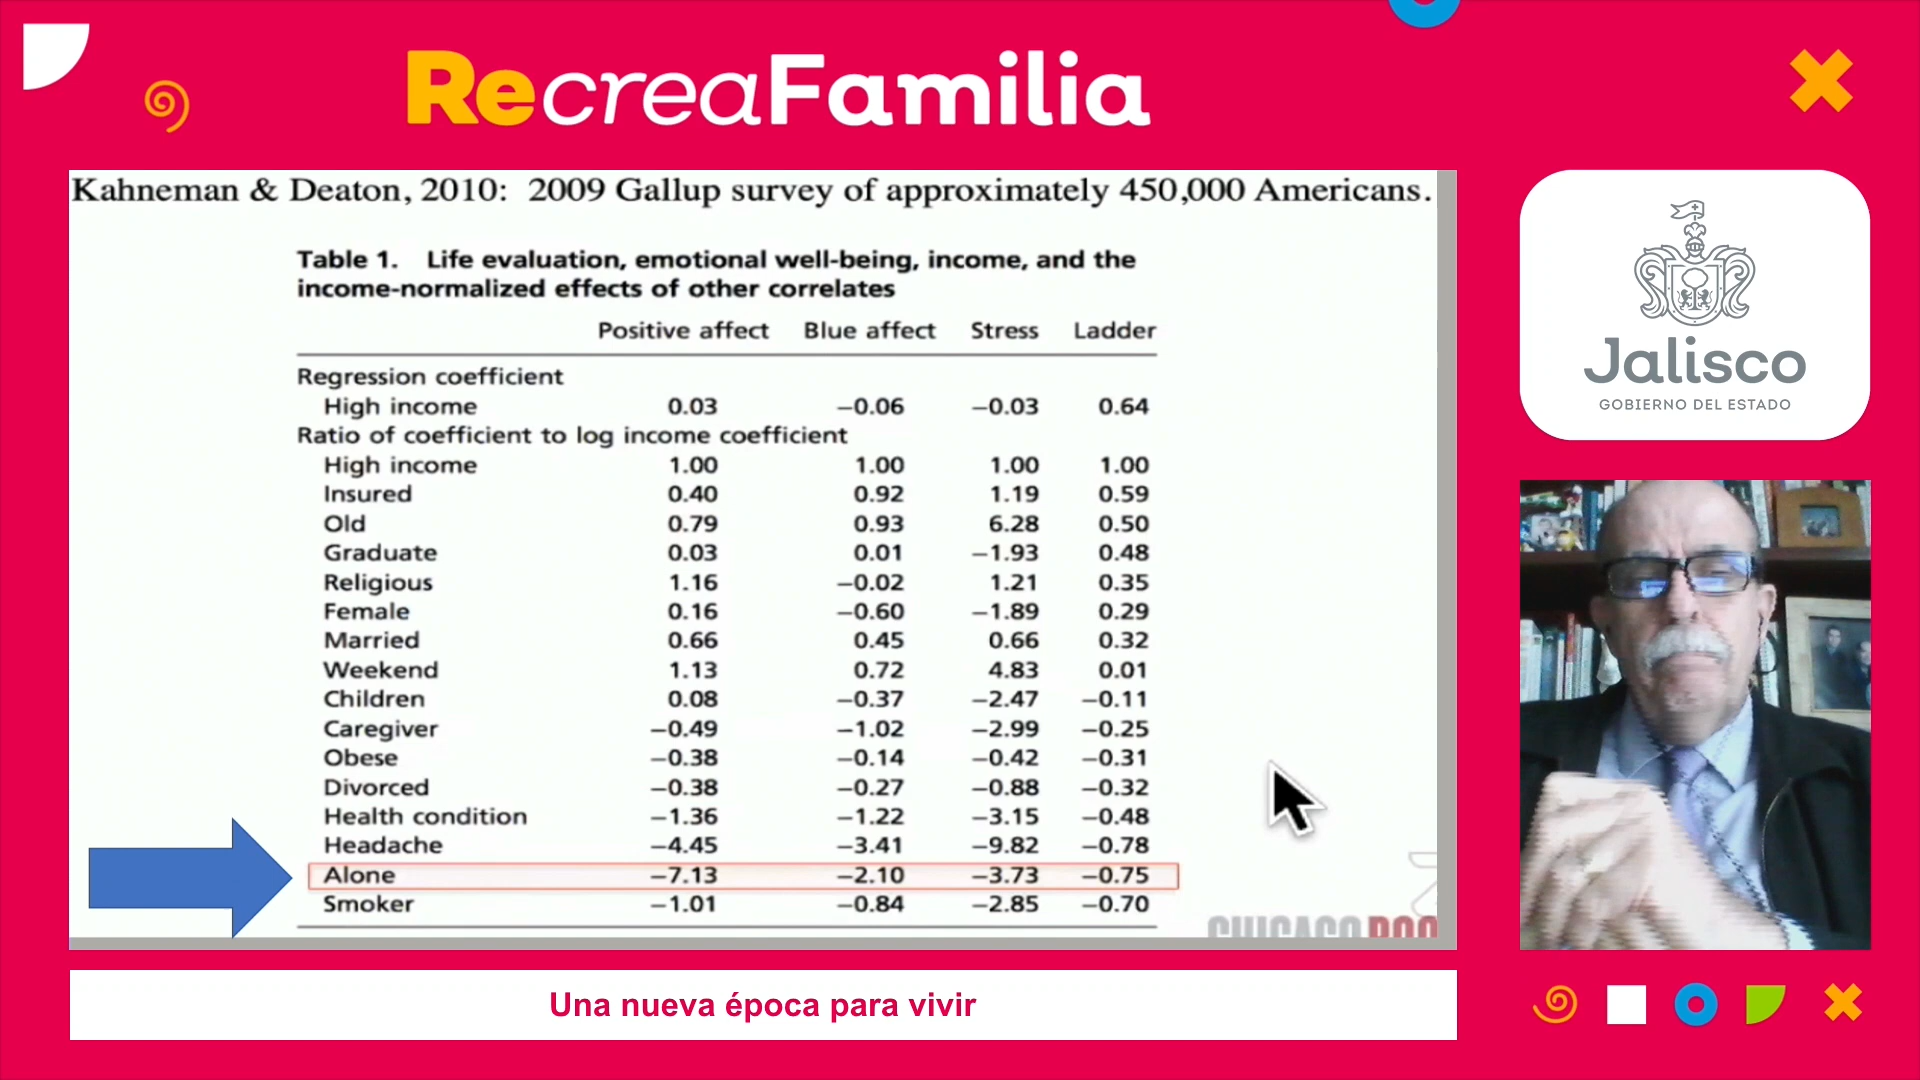 RecreaFamilia
Kahneman & Deaton, 2010: 2009 Gallup survey of approximately 450,000 Americans.
Table 1. Life evaluation, emotional well-being, income, and the
income-normalized effects of other correlates
Positive affect Blue affect Stress Ladder
Regression coefficient
High income 0.03 −0.06 −0.03 0.64
Ratio of coefficient to log income coefficient
High income 1.00 1.00 1.00 1.00
Insured 0.40 0.92 1.19 0.59
Old 0.79 0.93 6.28 0.50
Graduate 0.03 0.01 −1.93 0.48
Religious 1.16 −0.02 1.21 0.35
Female 0.16 −0.60 −1.89 0.29
Married 0.66 0.45 0.66 0.32
Weekend 1.13 0.72 4.83 0.01
Children 0.08 −0.37 −2.47 −0.11
Caregiver −0.49 −1.02 −2.99 −0.25
Obese −0.38 −0.14 −0.42 −0.31
Divorced −0.38 −0.27 −0.88 −0.32
Health condition −1.36 −1.22 −3.15 −0.48
Headache −4.45 −3.41 −9.82 −0.78
Alone −7.13 −2.10 −3.73 −0.75
Smoker −1.01 −0.84 −2.85 −0.70
Jalisco
GOBIERNO DEL ESTADO
Una nueva época para vivir